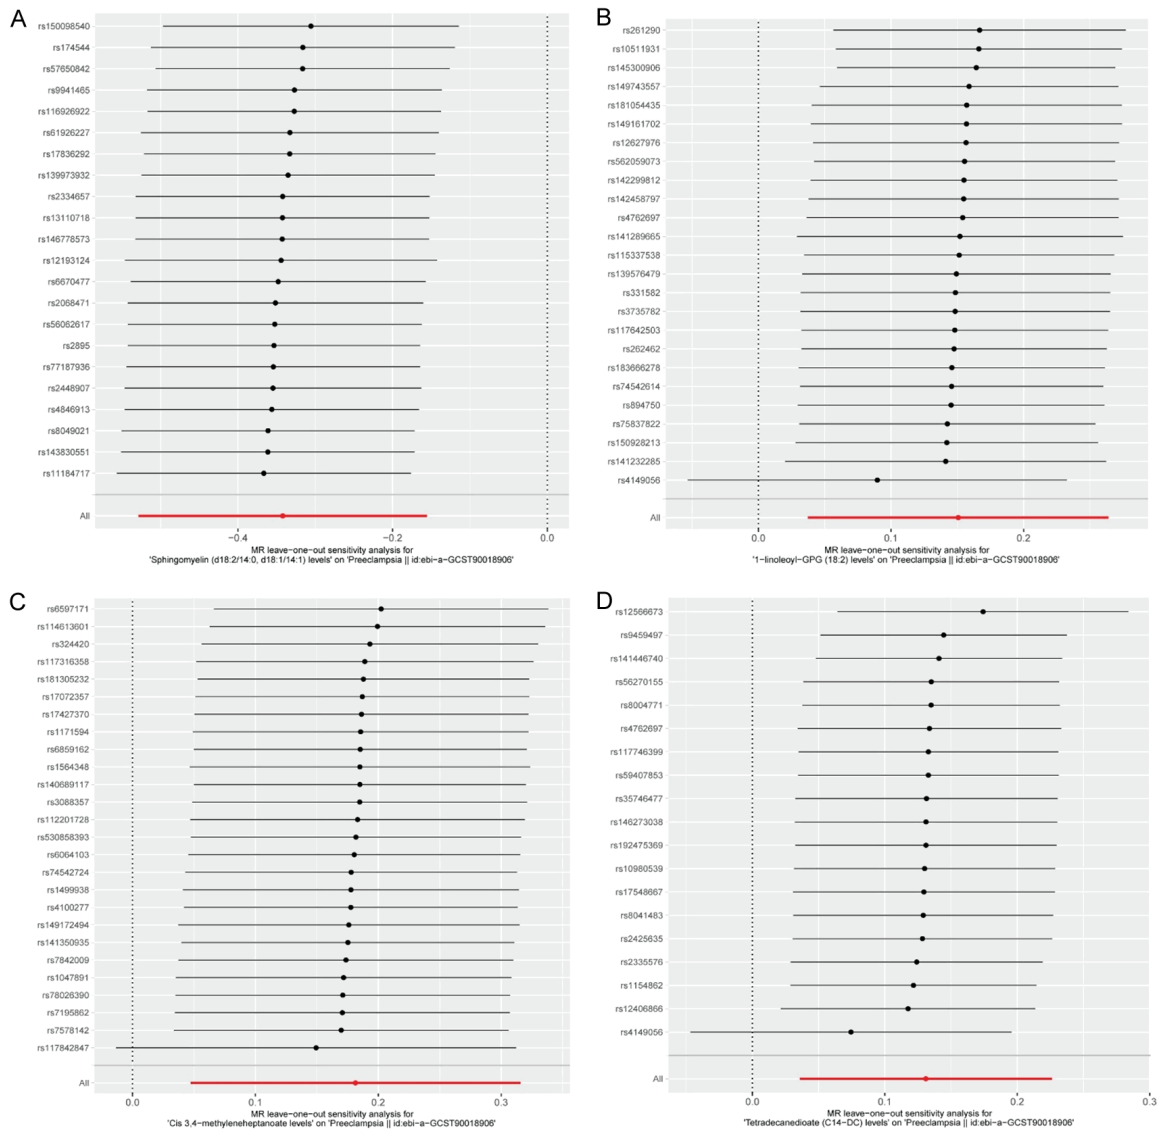 A
rs150098540
rs174544
rs57650842
rs9941465
rs116926922
rs61926227
rs17836292
rs139973932
rs2334657
rs13110718
rs146778573
rs12193124
rs6670477
rs2068471
rs56062617
rs2895
rs77187936
rs2448907
rs4846913
rs8049021
rs143830551
rs11184717
All
−0.4 −0.2 0.0
MR leave−one−out sensitivity analysis for
'Sphingomyelin (d18:2/14:0, d18:1/14:1) levels' on 'Preeclampsia || id:ebi−a−GCST90018906'
B
rs261290
rs10511931
rs145300906
rs149743557
rs181054435
rs149161702
rs12627976
rs562059073
rs142299812
rs142458797
rs4762697
rs141289665
rs115337538
rs139576479
rs331582
rs3735782
rs117642503
rs262462
rs183666278
rs74542614
rs894750
rs75837822
rs150928213
rs141232285
rs4149056
All
0.0 0.1 0.2
MR leave−one−out sensitivity analysis for
'1−linoleoyl−GPG (18:2) levels' on 'Preeclampsia || id:ebi−a−GCST90018906'
C
rs6597171
rs114613601
rs324420
rs117316358
rs181305232
rs17072357
rs17427370
rs1171594
rs6859162
rs1564348
rs140689117
rs3088357
rs112201728
rs530858393
rs6064103
rs74542724
rs1499938
rs4100277
rs149172494
rs141350935
rs7842009
rs1047891
rs78026390
rs7195862
rs7578142
rs117842847
All
0.0 0.1 0.2 0.3
MR leave−one−out sensitivity analysis for
'Cis 3,4−methyleneheptanoate levels' on 'Preeclampsia || id:ebi−a−GCST90018906'
D
rs12566673
rs9459497
rs141446740
rs56270155
rs8004771
rs4762697
rs117746399
rs59407853
rs35746477
rs146273038
rs192475369
rs10980539
rs17548667
rs8041483
rs2425635
rs2335576
rs1154862
rs12406866
rs4149056
All
0.0 0.1 0.2 0.3
MR leave−one−out sensitivity analysis for
'Tetradecanedioate (C14−DC) levels' on 'Preeclampsia || id:ebi−a−GCST90018906'